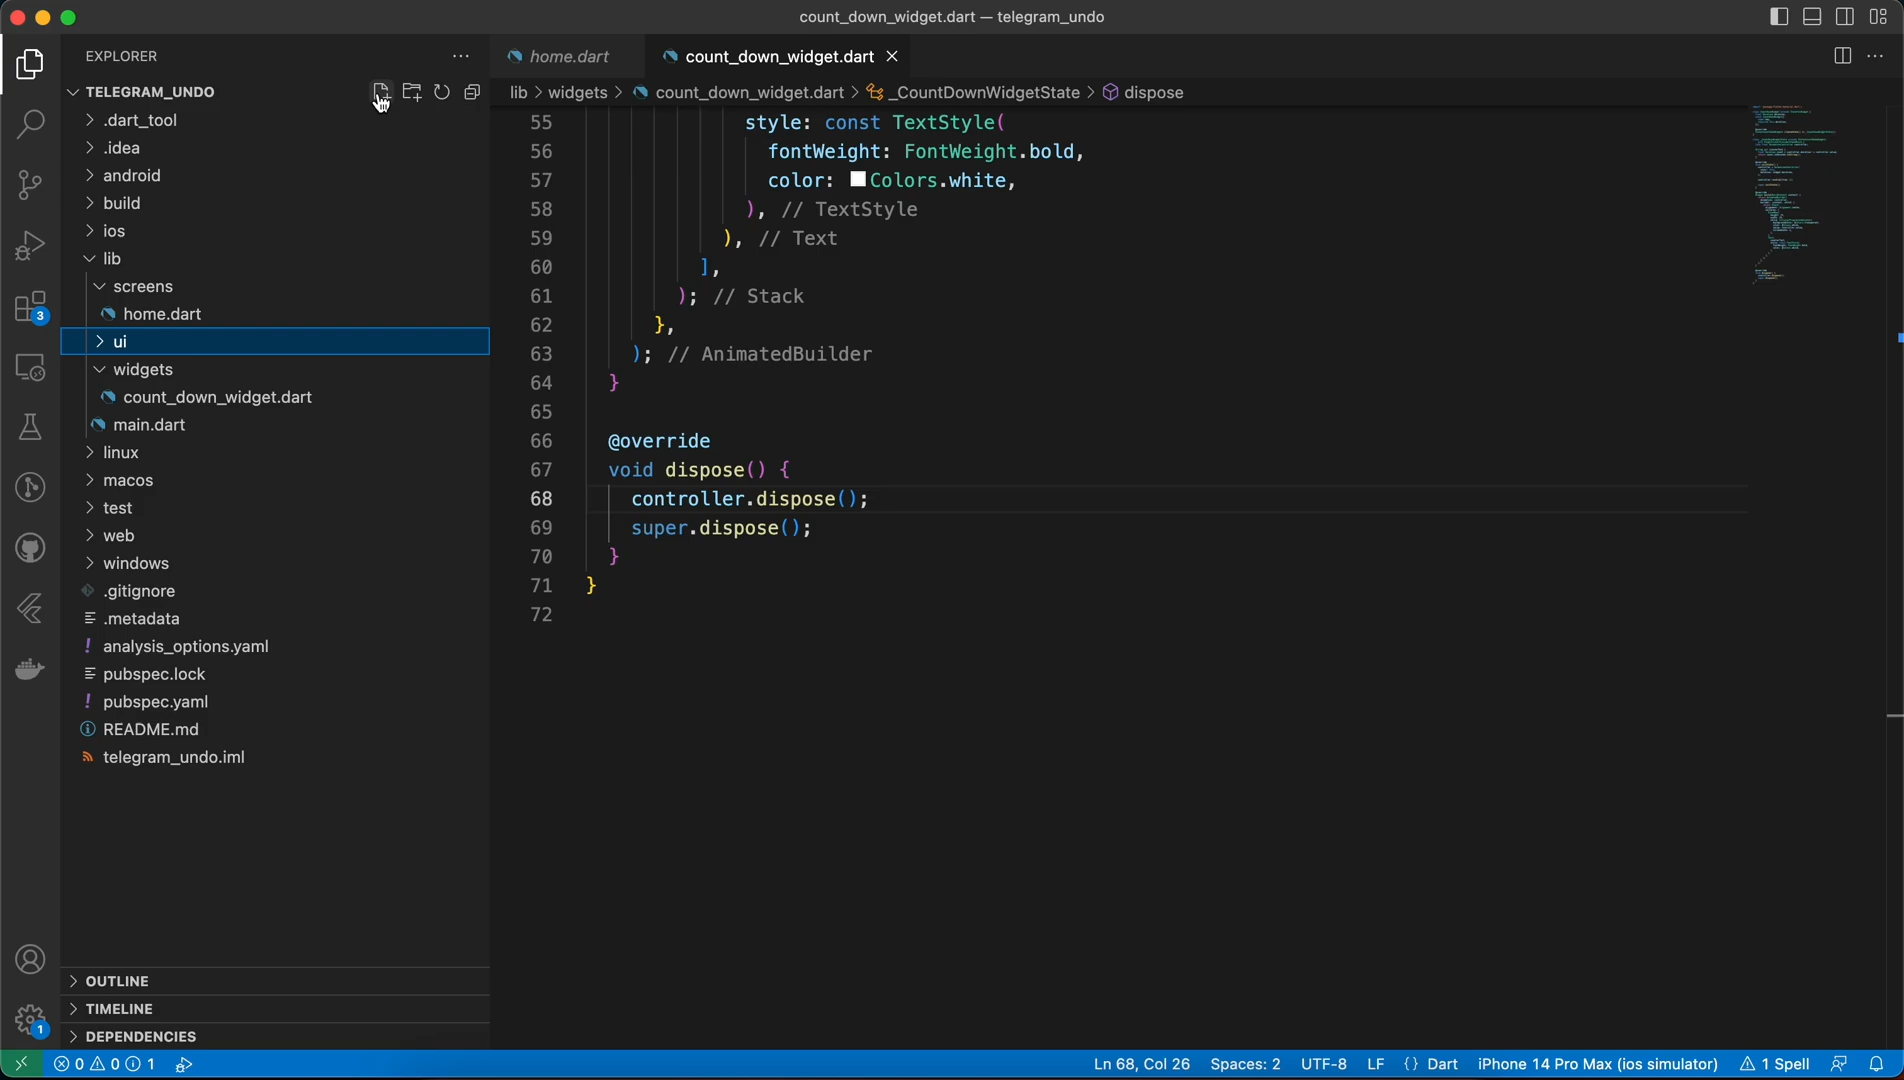 count_down_widget.dart — telegram_undo
EXPLORER
home.dart
count_down_widget.dart
TELEGRAM_UNDO
lib > widgets > count_down_widget.dart > _CountDownWidgetState > dispose
.dart_tool
.idea
android
build
ios
lib
screens
home.dart
ui
widgets
count_down_widget.dart
main.dart
linux
macos
test
web
windows
.gitignore
.metadata
! analysis_options.yaml
pubspec.lock
! pubspec.yaml
README.md
telegram_undo.iml
OUTLINE
TIMELINE
DEPENDENCIES
3
1
55 style: const TextStyle(
56 fontWeight: FontWeight.bold,
57 color: Colors.white,
58 ), // TextStyle
59 ), // Text
60 ],
61 ); // Stack
62 },
63 ); // AnimatedBuilder
64 }
65
66 @override
67 void dispose() {
68 controller.dispose();
69 super.dispose();
70 }
71 }
72
0 0 1 Ln 68, Col 26 Spaces: 2 UTF-8 LF {} Dart iPhone 14 Pro Max (ios simulator) 1 Spell